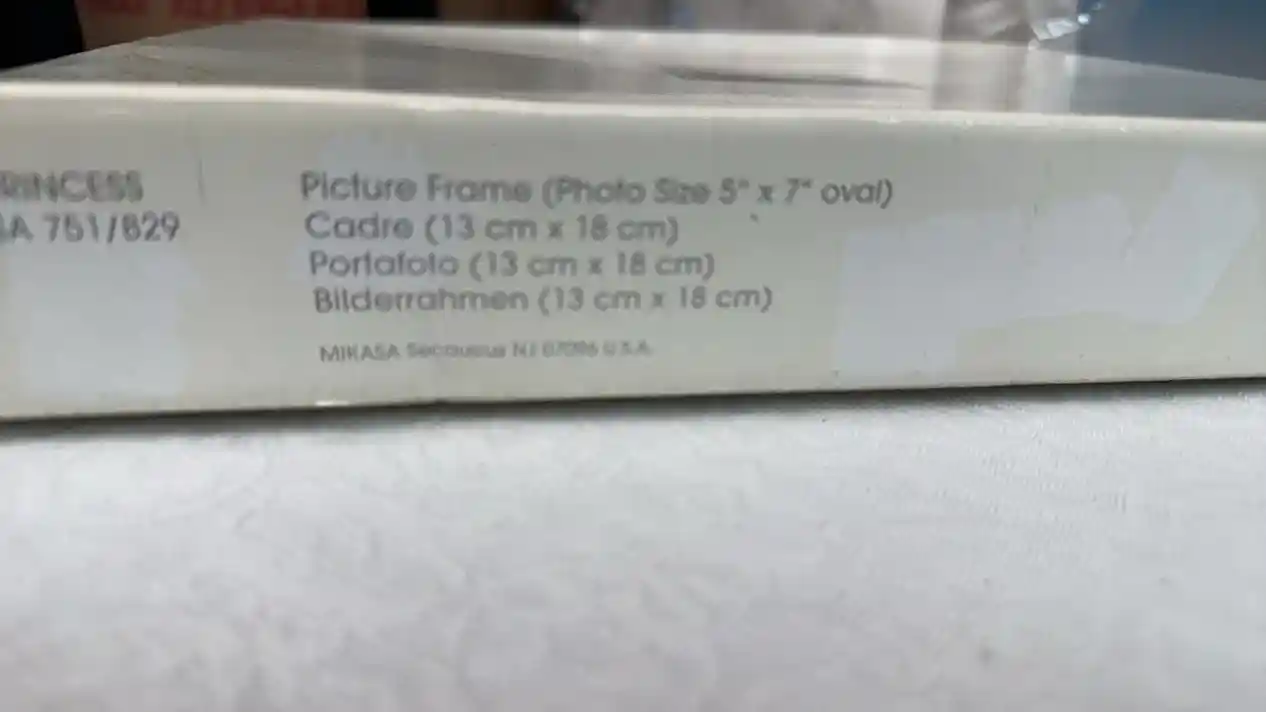 RINCESS
A 751/829
Picture Frame (Photo Size 5" x 7" oval)
Cadre (13 cm x 18 cm)
Portafoto (13 cm x 18 cm)
Bilderrahmen (13 cm x 18 cm)
MIKASA Secaucus NJ 07096 U.S.A.